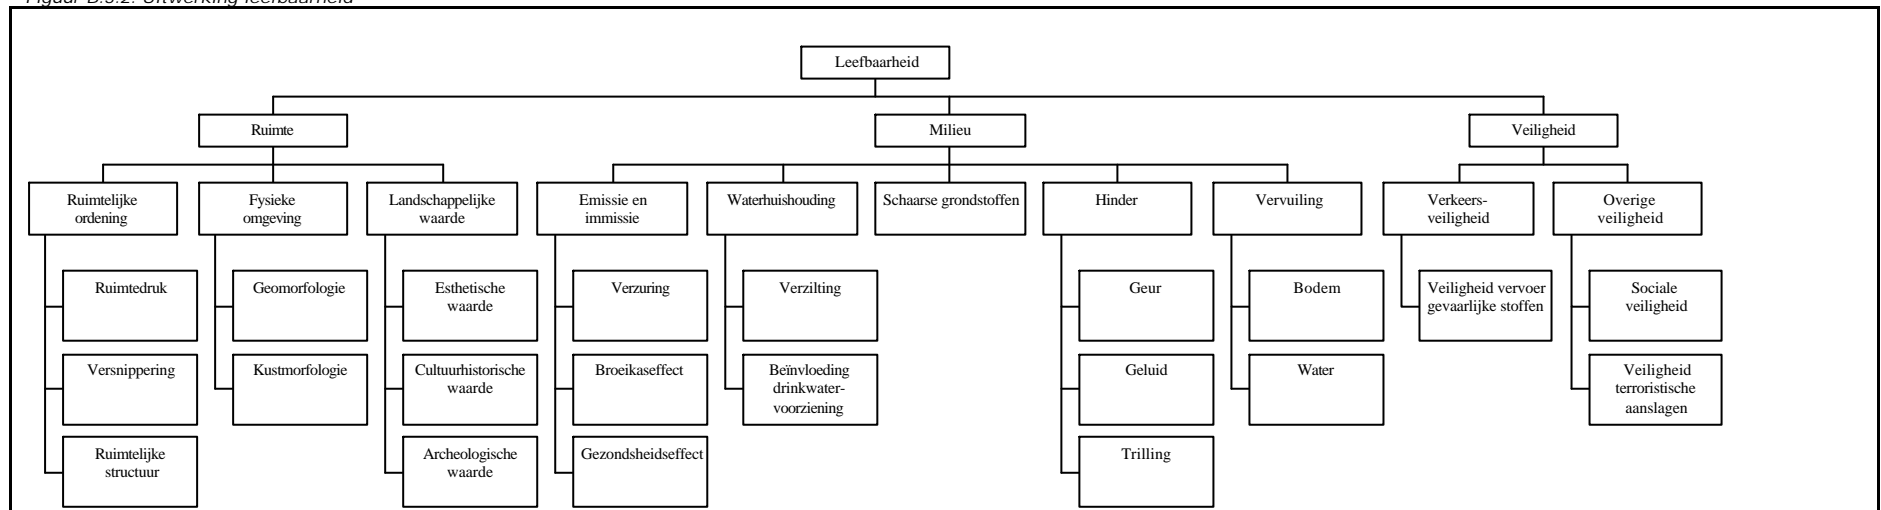 Figuur B.3.2: Uitwerking leefbaarheid
Leefbaarheid
Ruimte
Milieu
Veiligheid
Ruimtelijke
ordening
Fysieke
omgeving
Landschappelijke
waarde
Emissie en
immissie
Waterhuishouding
Schaarse grondstoffen
Hinder
Vervuiling
Verkeers-
veiligheid
Overige
veiligheid
Ruimtedruk
Geomorfologie
Esthetische
waarde
Verzuring
Verzilting
Geur
Bodem
Veiligheid vervoer
gevaarlijke stoffen
Sociale
veiligheid
Versnippering
Kustmorfologie
Cultuurhistorische
waarde
Broeikaseffect
Beïnvloeding
drinkwater-
voorziening
Geluid
Water
Veiligheid
terroristische
aanslagen
Ruimtelijke
structuur
Archeologische
waarde
Gezondsheidseffect
Trilling